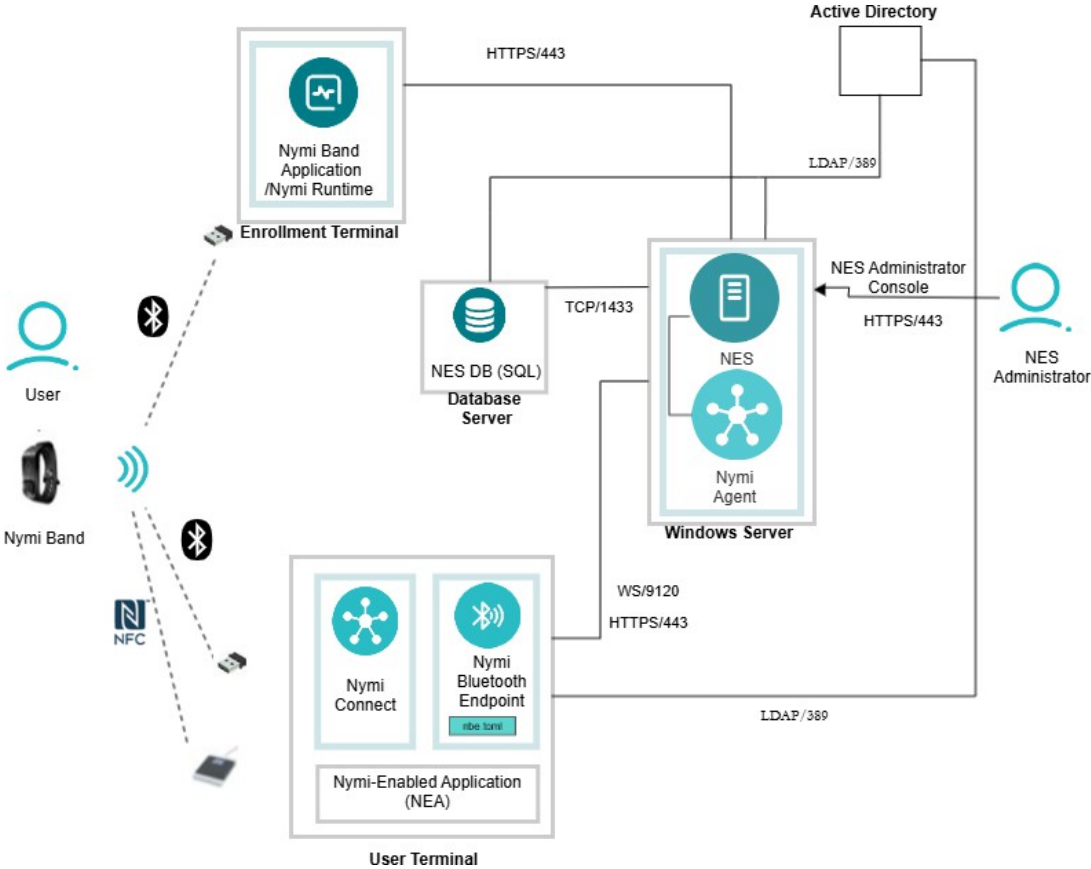 Active Directory
HTTPS/443
Nymi Band
Application
/Nymi Runtime
LDAP/389
Enrollment Terminal
NES Administrator
Console
TCP/1433
HTTPS/443
NES
NES DB (SQL)
NES
Administrator
User
Database
Server
Nymi
Agent
Windows Server
Nymi Band
WS/9120
NFC
HTTPS/443
Nymi
Connect
Nymi
Bluetooth
Endpoint
nbe.toml
LDAP/389
Nymi-Enabled Application
(NEA)
User Terminal